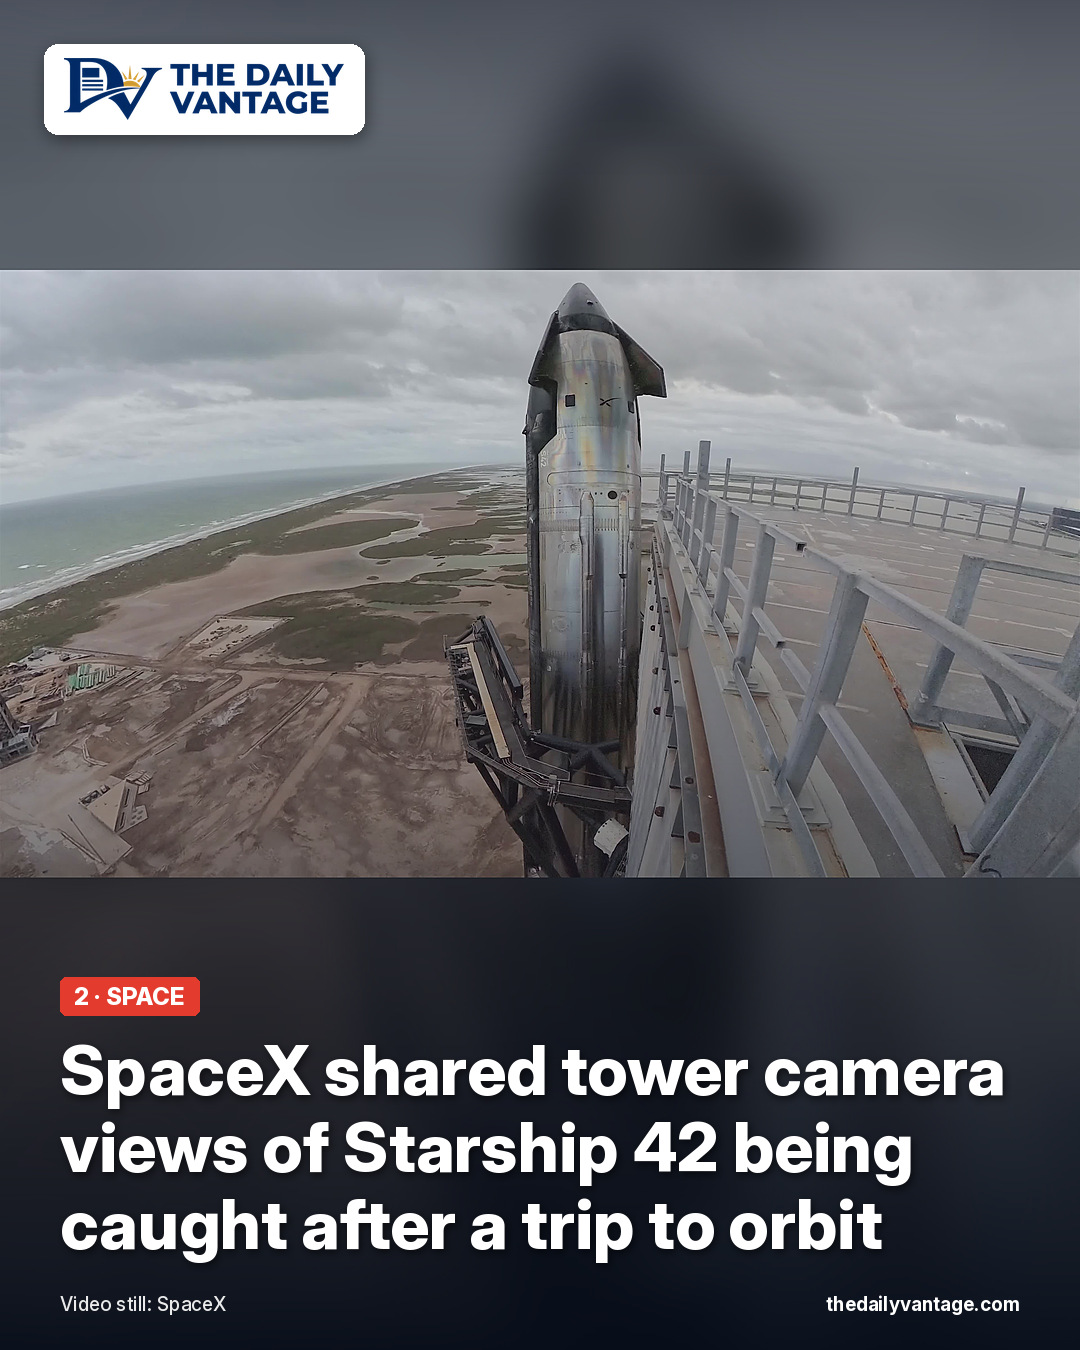 THE DAILY
VANTAGE
2 · SPACE
SpaceX shared tower camera
views of Starship 42 being
caught after a trip to orbit
Video still: SpaceX
thedailyvantage.com